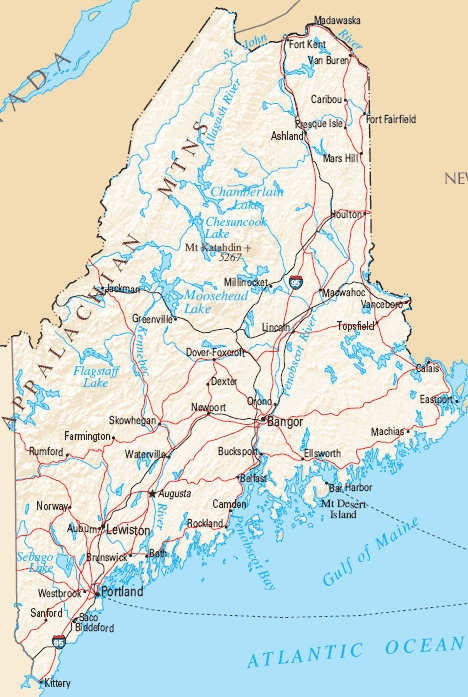 Madawaska
St. John
River
Fort Kent
Van Buren
ADA
Caribou
Allagash River
Fort Fairfield
Presque Isle
Ashland
Mars Hill
NEW
Chamberlain
Lake
Houlton
Chesuncook
Lake
Mt Katahdin +
5267
APPALACHIAN MTNS
Millinocket
95
Jackman
Moosehead
Lake
Macwahoc
Vanceboro
Greenville
Lincoln
Topsfield
Kennebec
Penobscot River
Dover-Foxcroft
Flagstaff
Lake
Calais
Dexter
Orono
Eastport
Newport
Skowhegan
Bangor
Machias
Farmington
Rumford
Waterville
Bucksport
Ellsworth
Belfast
Augusta
Bar Harbor
Mt Desert
Island
Norway
Camden
River
Auburn
Lewiston
Rockland
Penobscot Bay
Gulf of Maine
Sebago
Lake
Brunswick
Bath
Westbrook
Portland
Sanford
Saco
Biddeford
95
ATLANTIC OCEAN
Kittery